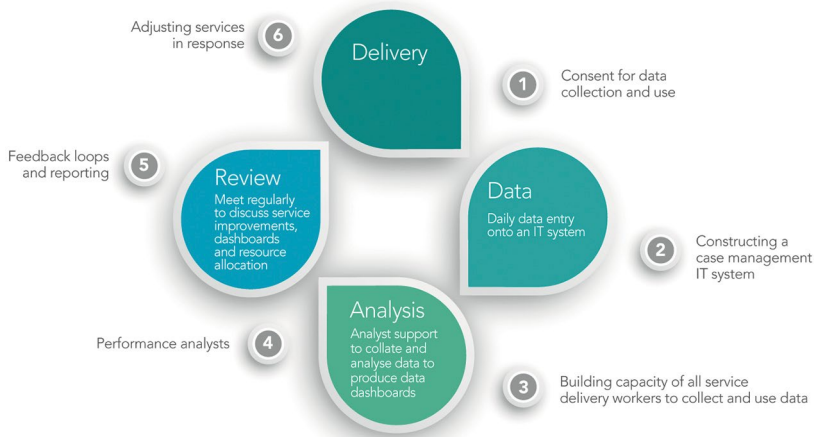 Delivery
1
Consent for data
collection and use
Data
Daily data entry
onto an IT system
2
Constructing a
case management
IT system
3
Building capacity of all service
delivery workers to collect and use data
Analysis
Analyst support
to collate and
analyse data to
produce data
dashboards
4
Performance analysts
Review
Meet regularly
to discuss service
improvements,
dashboards
and resource
allocation
5
Feedback loops
and reporting
6
Adjusting services
in response